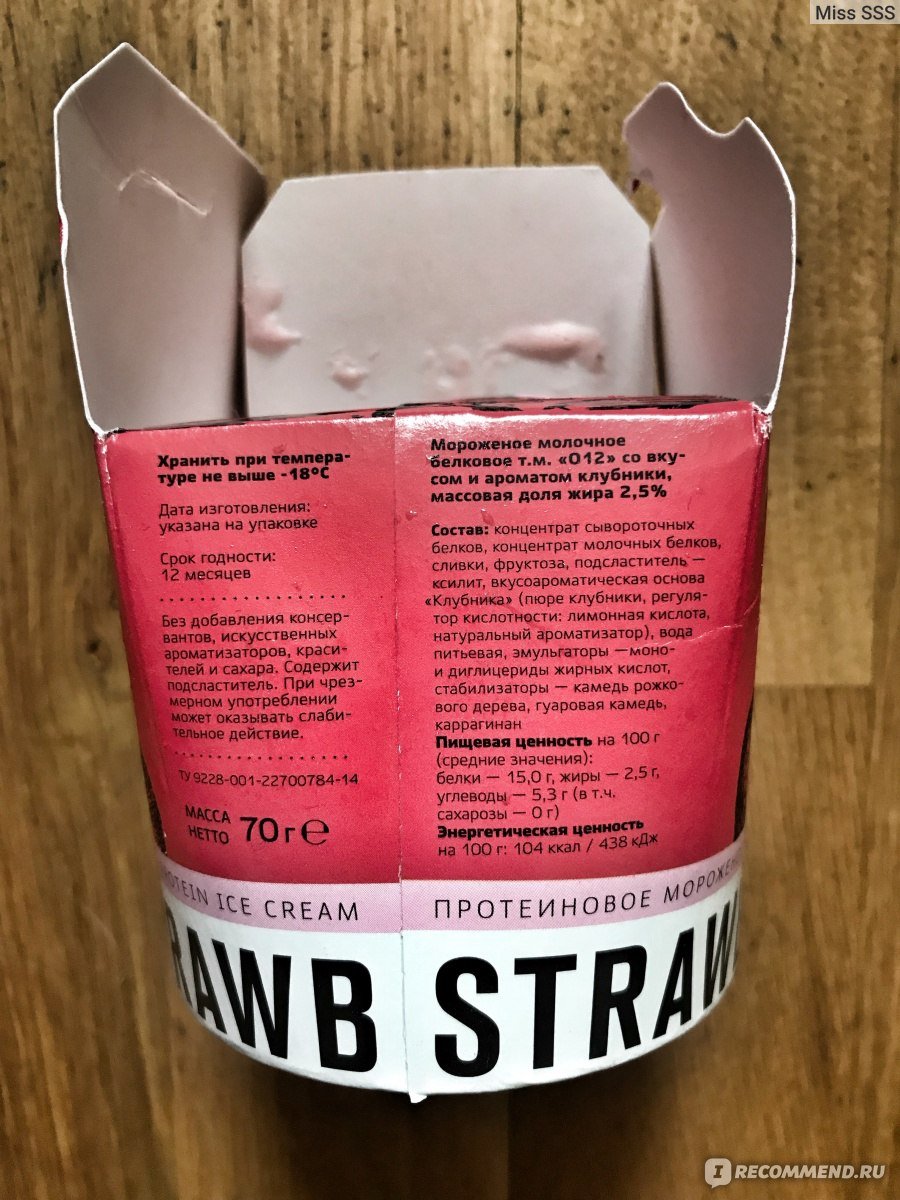 Miss SSS
Хранить при темпера-
туре не выше -18°С
Дата изготовления:
указана на упаковке
Срок годности:
12 месяцев
Без добавления консер-
вантов, искусственных
ароматизаторов, краси-
телей и сахара. Содержит
подсластитель. При чрез-
мерном употреблении
может оказывать слаби-
тельное действие.
ТУ 9228-001-22700784-14
МАССА
НЕТТО 70 г е
Мороженое молочное
белковое т.м. «О12» со вку-
сом и ароматом клубники,
массовая доля жира 2,5%
Состав: концентрат сывороточных
белков, концентрат молочных белков,
сливки, фруктоза, подсластитель —
ксилит, вкусоароматическая основа
«Клубника» (пюре клубники, регуля-
тор кислотности: лимонная кислота,
натуральный ароматизатор), вода
питьевая, эмульгаторы —моно-
и диглицериды жирных кислот,
стабилизаторы — камедь рожко-
вого дерева, гуаровая камедь,
каррагинан
Пищевая ценность на 100 г
(средние значения):
белки — 15,0 г, жиры — 2,5 г,
углеводы — 5,3 г (в т.ч.
сахарозы — 0 г)
Энергетическая ценность
на 100 г: 104 ккал / 438 кДж
OTEIN ICE CREAM
ПРОТЕИНОВОЕ МОРОЖЕ
RAWB
STRAW
IRECOMMEND.RU